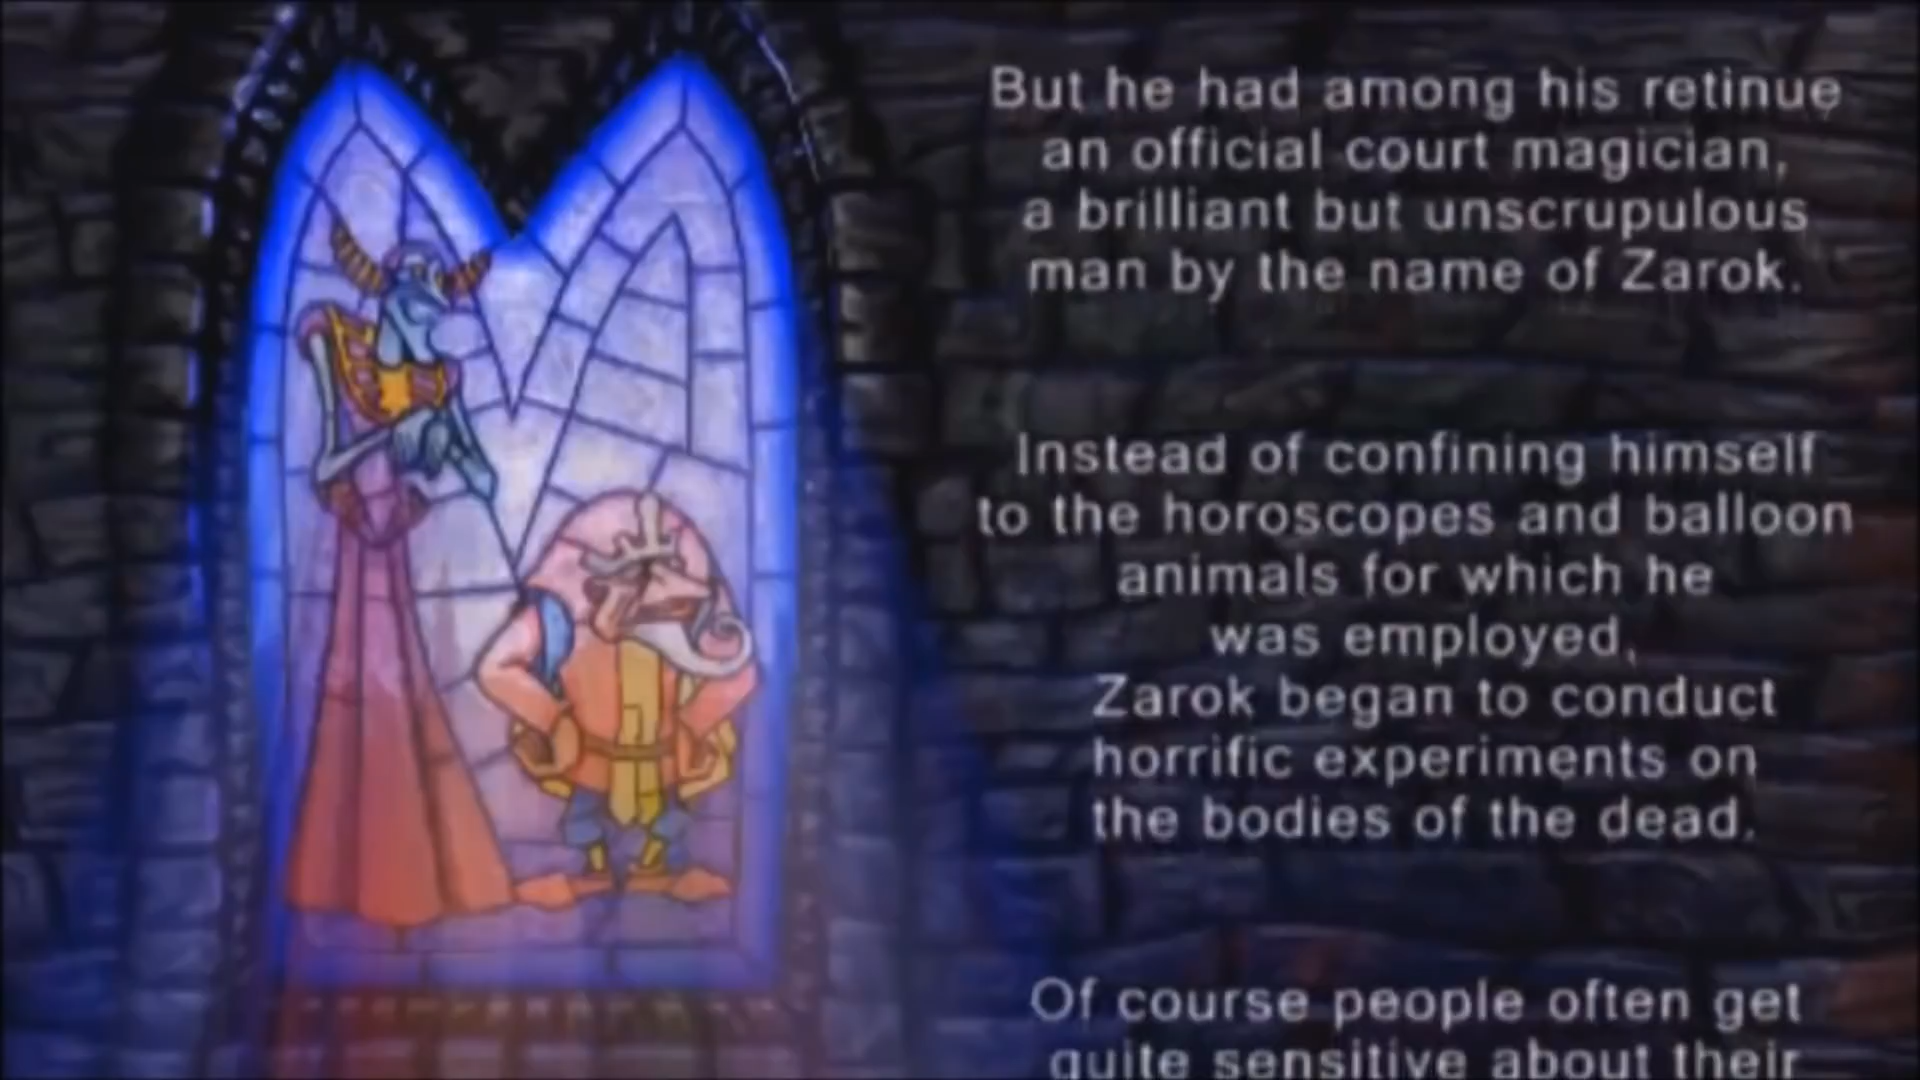 But he had among his retinue
an official court magician,
a brilliant but unscrupulous
man by the name of Zarok.
Instead of confining himself
to the horoscopes and balloon
animals for which he
was employed,
Zarok began to conduct
horrific experiments on
the bodies of the dead.
Of course people often get
quite sensitive about their